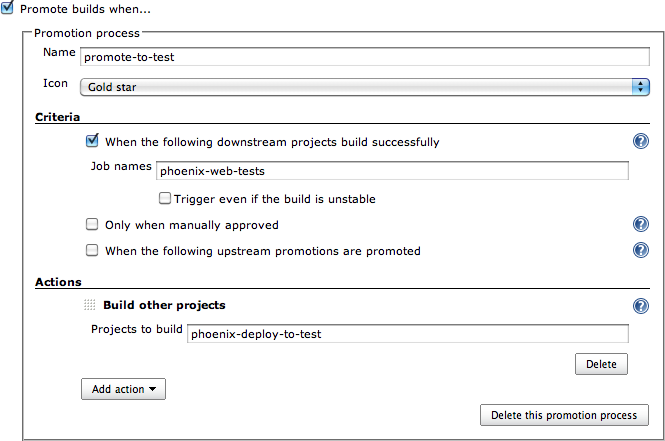 Promote builds when...
Promotion process
Name promote-to-test
Icon Gold star
Criteria
When the following downstream projects build successfully
Job names phoenix-web-tests
Trigger even if the build is unstable
Only when manually approved
When the following upstream promotions are promoted
Actions
Build other projects
Projects to build phoenix-deploy-to-test
Delete
Add action
Delete this promotion process